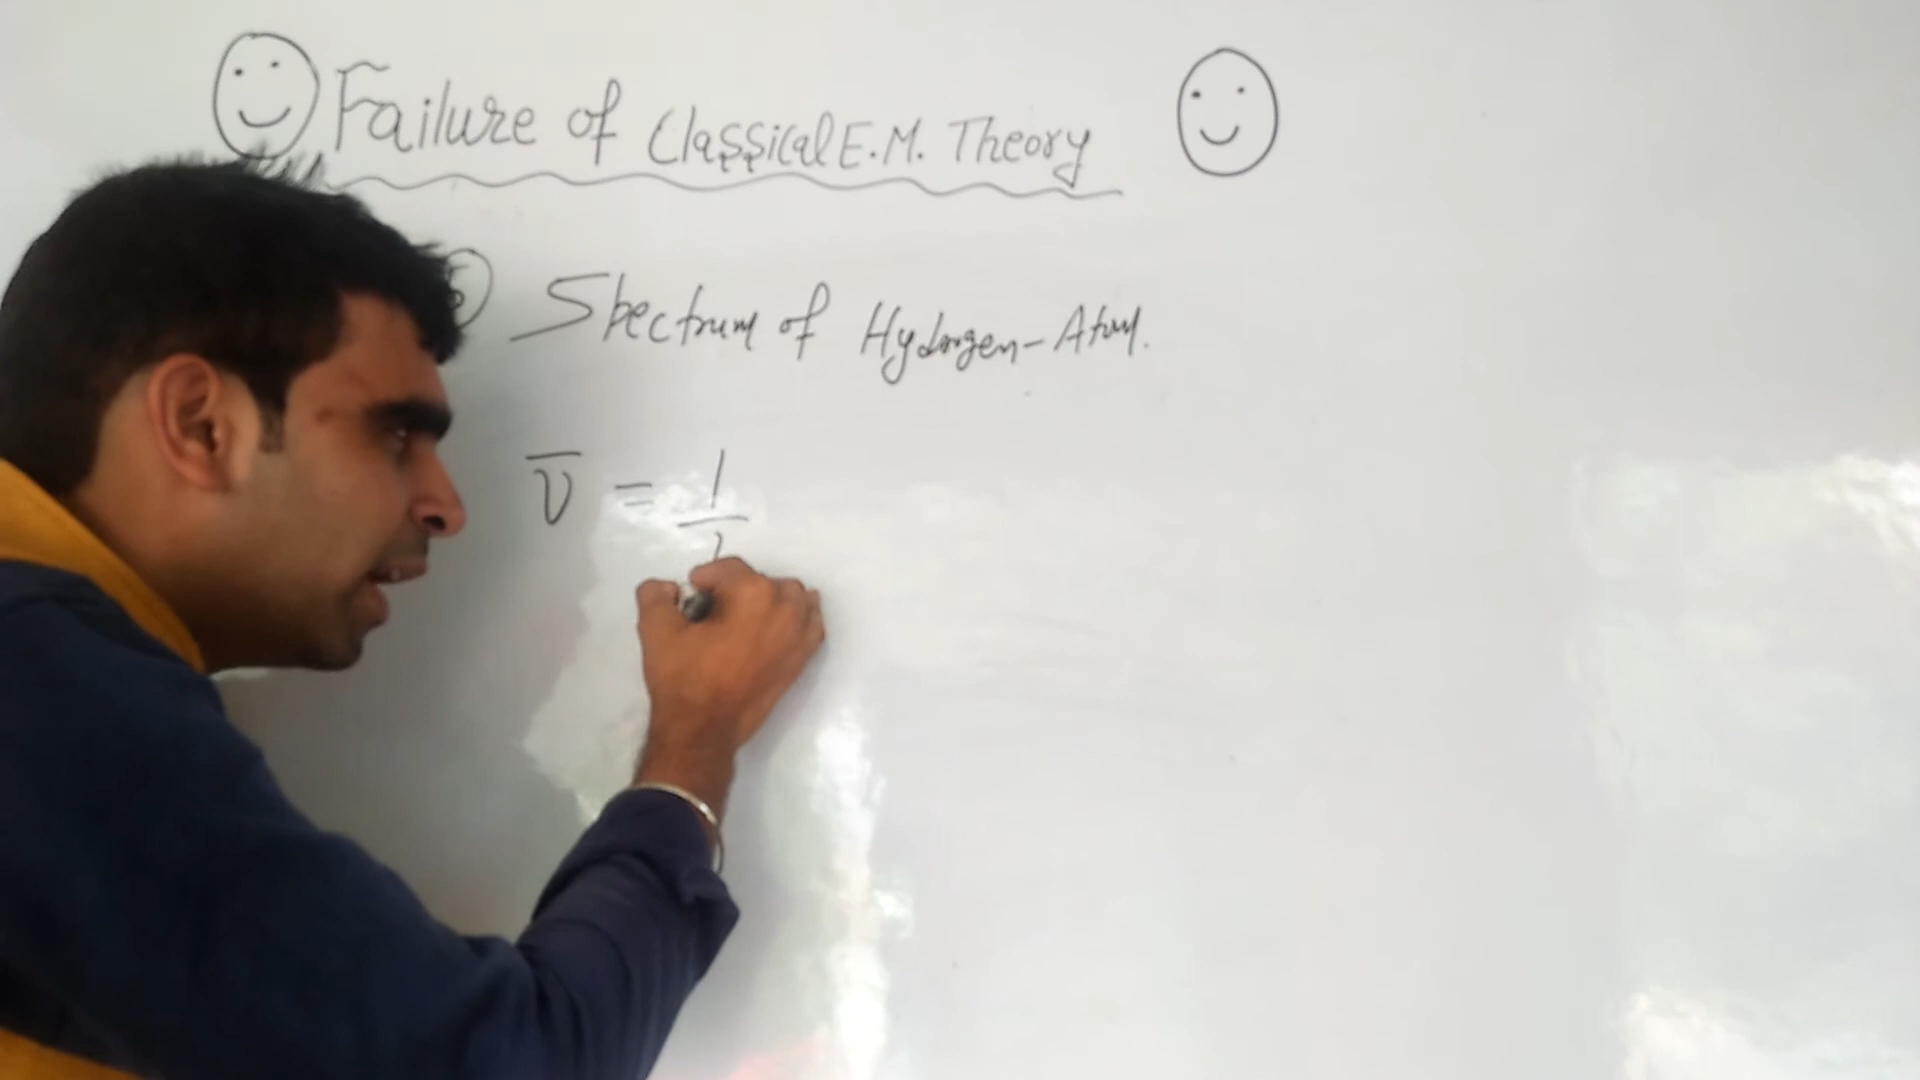 Failure of Classical E.M. Theory
Spectrum of Hydrogen-Atom.
ν̅ = 1/λ